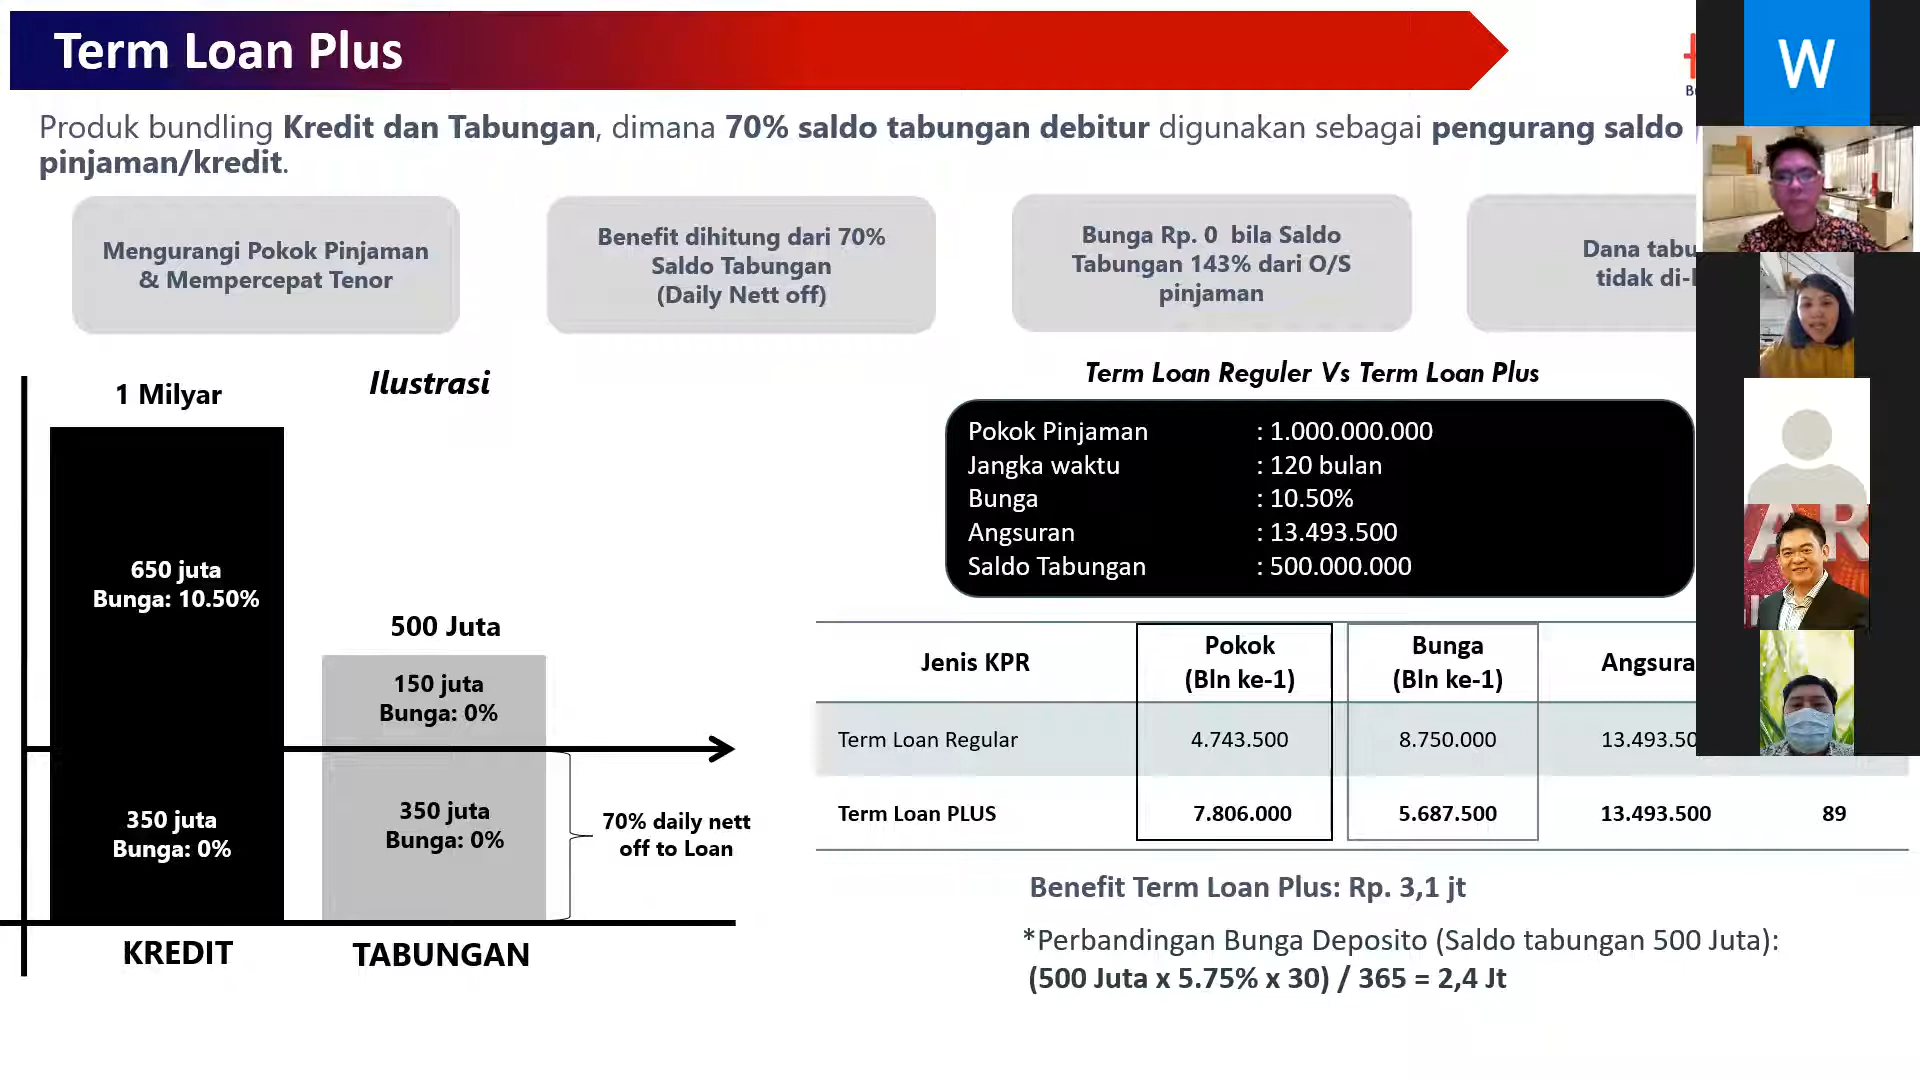 Term Loan Plus
W
Produk bundling Kredit dan Tabungan, dimana 70% saldo tabungan debitur digunakan sebagai pengurang saldo
pinjaman/kredit.
Mengurangi Pokok Pinjaman
& Mempercepat Tenor
Benefit dihitung dari 70%
Saldo Tabungan
(Daily Nett off)
Bunga Rp. 0 bila Saldo
Tabungan 143% dari O/S
pinjaman
Dana tabu
tidak di-
Ilustrasi
1 Milyar
650 juta
Bunga: 10.50%
350 juta
Bunga: 0%
500 Juta
150 juta
Bunga: 0%
350 juta
Bunga: 0%
70% daily nett
off to Loan
KREDIT
TABUNGAN
Term Loan Reguler Vs Term Loan Plus
Pokok Pinjaman : 1.000.000.000
Jangka waktu : 120 bulan
Bunga : 10.50%
Angsuran : 13.493.500
Saldo Tabungan : 500.000.000
Jenis KPR Pokok (Bln ke-1) Bunga (Bln ke-1) Angsura
Term Loan Regular 4.743.500 8.750.000 13.493.50
Term Loan PLUS 7.806.000 5.687.500 13.493.500 89
Benefit Term Loan Plus: Rp. 3,1 jt
*Perbandingan Bunga Deposito (Saldo tabungan 500 Juta):
(500 Juta x 5.75% x 30) / 365 = 2,4 Jt